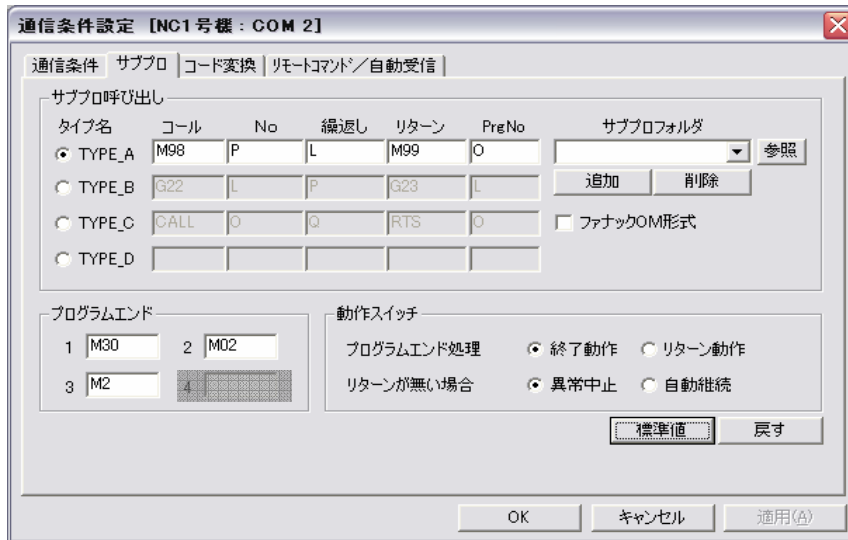 通信条件設定 [NC1号機:COM 2]
通信条件 サブプロ コード変換 リモートコマンド/自動受信
サブプロ呼び出し
タイプ名 コール No 繰返し リターン PrgNo サブプロフォルダ
TYPE_A M98 P L M99 O 参照
TYPE_B G22 L P G23 L 追加 削除
TYPE_C CALL O Q RTS O ファナックOM形式
TYPE_D
プログラムエンド 動作スイッチ
1 M30 2 M02 プログラムエンド処理 終了動作 リターン動作
3 M2 4 リターンが無い場合 異常中止 自動継続
標準値 戻す
OK キャンセル 適用(A)